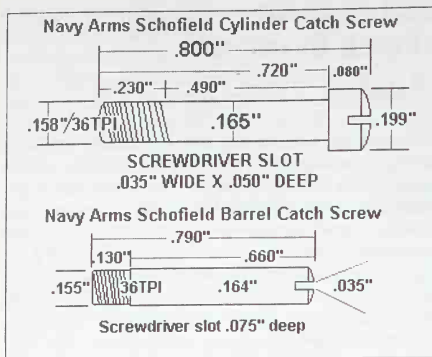 Navy Arms Schofield Cylinder Catch Screw
.800"
.720" .080"
.230" .490"
.158"/36TPI .165" .199"
SCREWDRIVER SLOT
.035" WIDE X .050" DEEP
Navy Arms Schofield Barrel Catch Screw
.790"
.130" .660"
.155" 36TPI .164" .035"
Screwdriver slot .075" deep